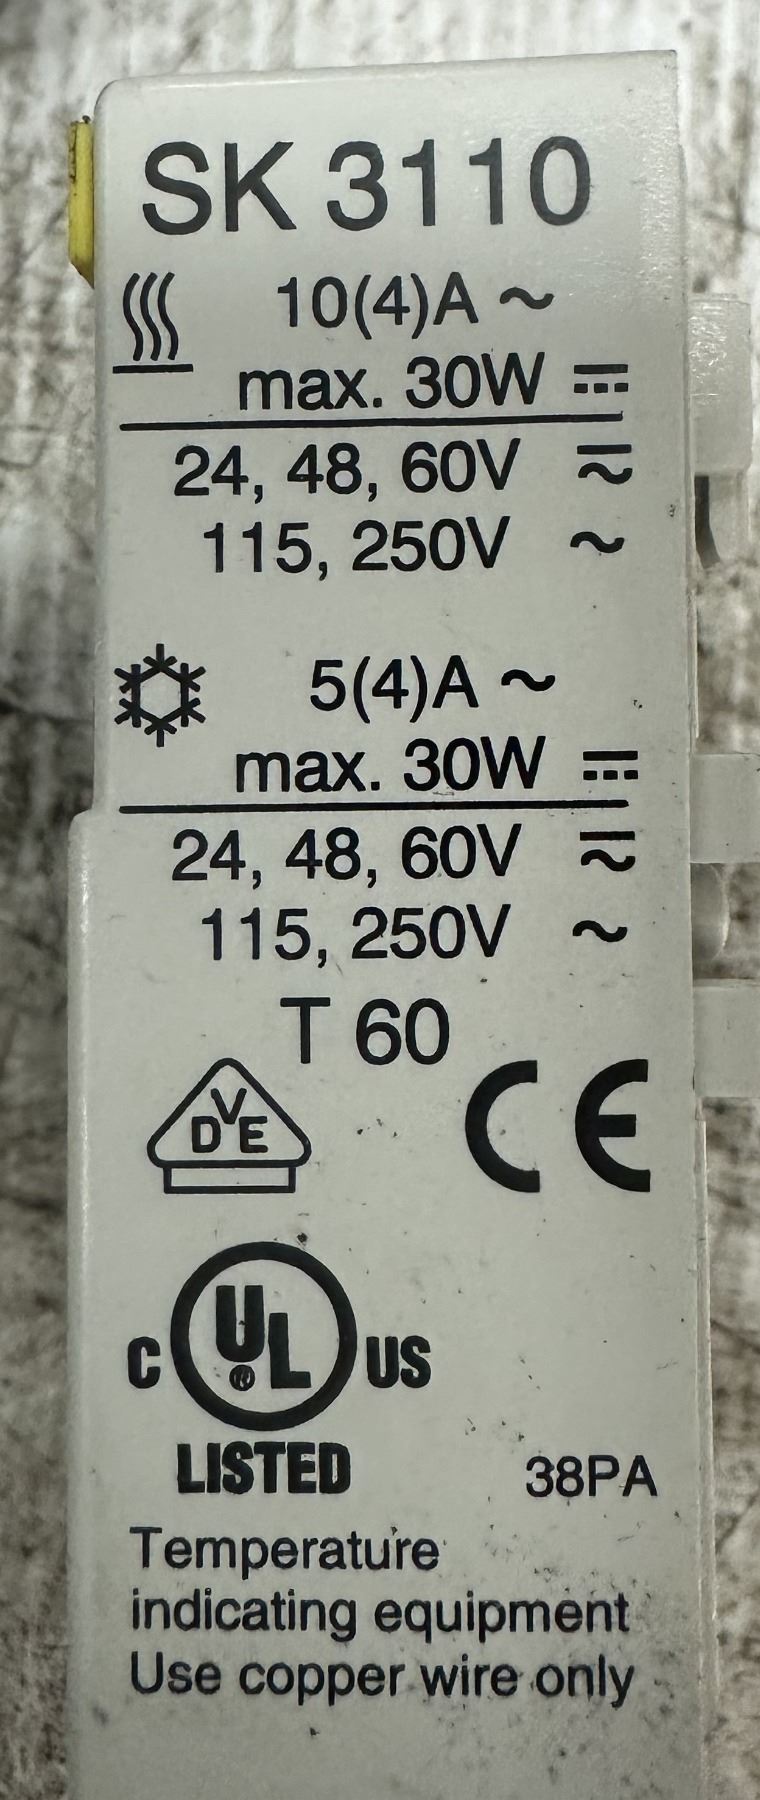 SK 3110
10(4)A ~
max. 30W ⎓
24, 48, 60V ⎓~
115, 250V ~
5(4)A ~
max. 30W ⎓
24, 48, 60V ⎓~
115, 250V ~
T 60
DVE
CE
C UL® US
LISTED
38PA
Temperature
indicating equipment
Use copper wire only